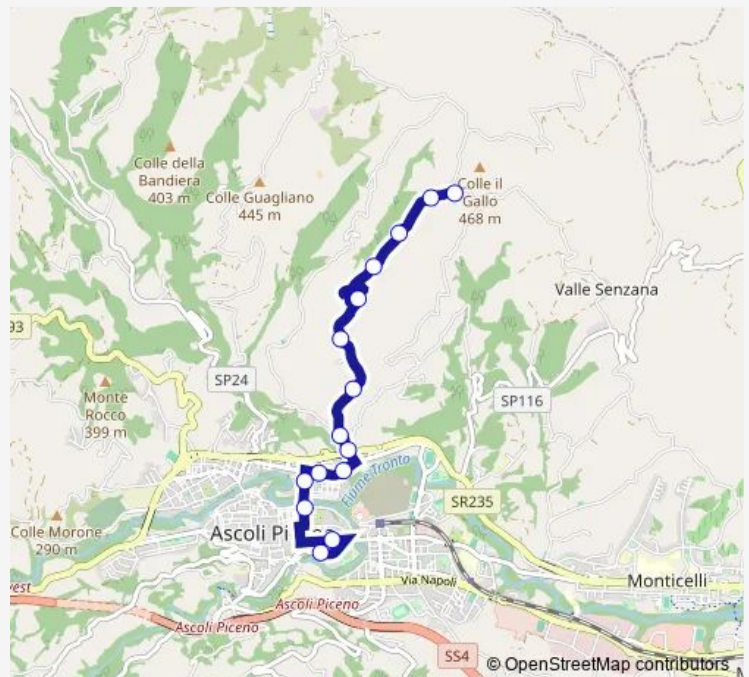 Colle della
Bandiera
403 m
Colle Guagliano
445 m
Colle il
Gallo
468 m
Valle Senzana
93
SP24
SP116
Monte
Rocco
399 m
Fiume Tronto
SR235
Colle Morone
290 m
Ascoli Pi
Monticelli
Via Napoli
Ascoli Piceno
Ascoli Piceno
SS4
© OpenStreetMap contributors